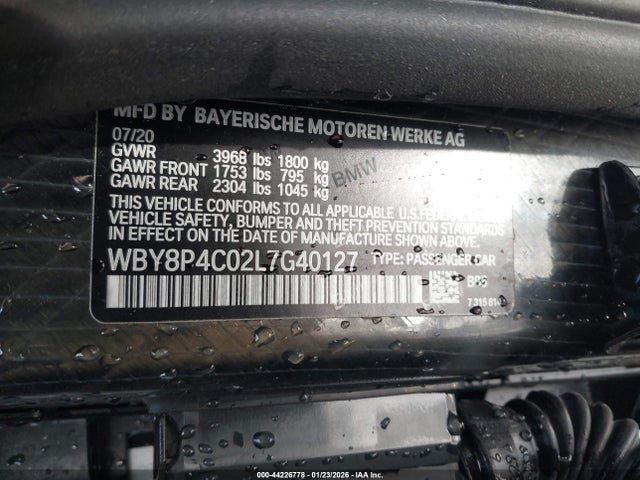 MFD BY BAYERISCHE MOTOREN WERKE AG
07/20
GVWR 3968 lbs 1800 kg
GAWR FRONT 1753 lbs 795 kg
GAWR REAR 2304 lbs 1045 kg
BMW
THIS VEHICLE CONFORMS TO ALL APPLICABLE U.S. FEDERAL
VEHICLE SAFETY, BUMPER AND THEFT PREVENTION STANDARDS
IN EFFECT ON THE DATE OF MANUFACTURE SHOWN ABOVE.
WBY8P4C02L7G40127 TYPE: PASSENGER CAR
000-44226778 - 01/23/2026 - IAA Inc.